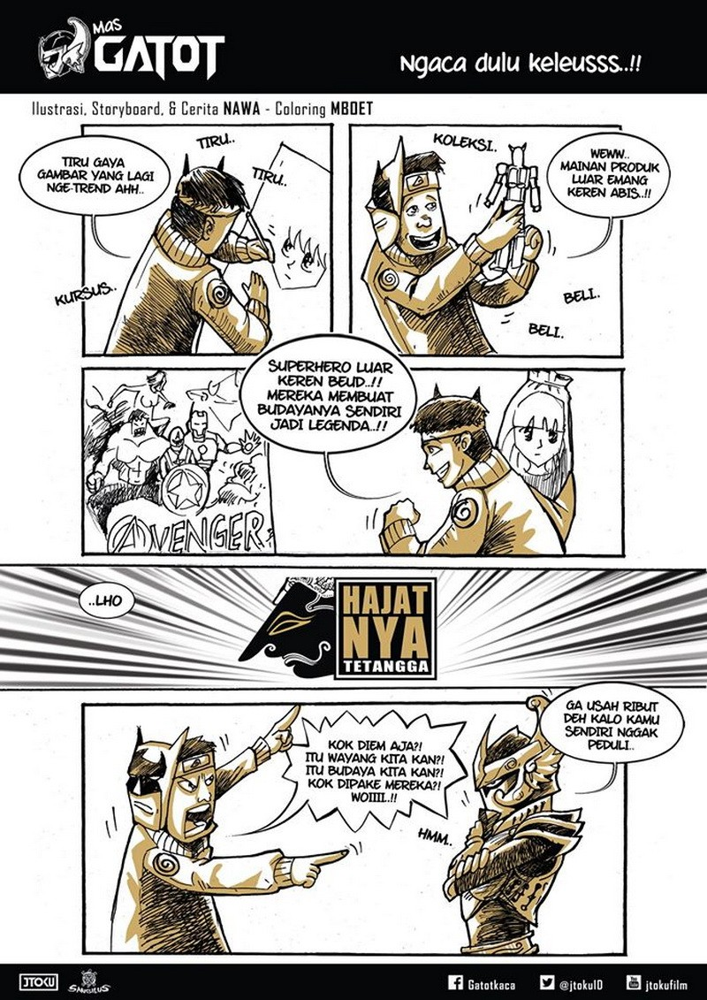 Mas
GATOT
Ngaca dulu keleusss..!!
Ilustrasi, Storyboard, & Cerita NAWA - Coloring MBOET
TIRU GAYA
GAMBAR YANG LAGI
NGE-TREND AHH..
TIRU..
TIRU..
KURSUS..
KOLEKSI..
WEWW..
MAINAN PRODUK
LUAR EMANG
KEREN ABIS..!!
BELI..
BELI..
SUPERHERO LUAR
KEREN BEUD..!!
MEREKA MEMBUAT
BUDAYANYA SENDIRI
JADI LEGENDA..!!
AVENGER
..LHO
HAJAT
NYA
TETANGGA
KOK DIEM AJA?!
ITU WAYANG KITA KAN?!
ITU BUDAYA KITA KAN?!
KOK DIPAKE MEREKA?!
WOIIII..!!
GA USAH RIBUT
DEH KALO KAMU
SENDIRI NGGAK
PEDULI..
HMM..
JTOKU
Gatotkaca
@jtokuID
jtokufilm